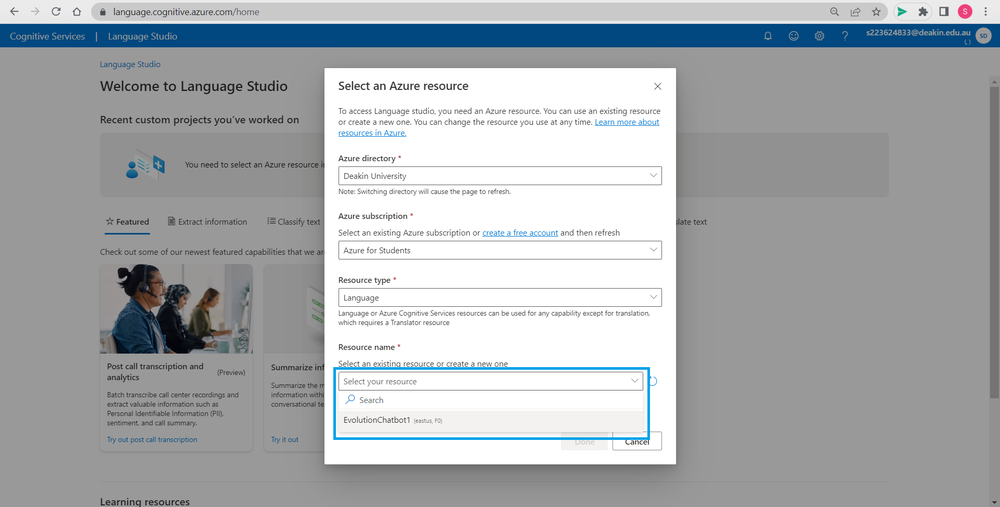 language.cognitive.azure.com/home
S
Cognitive Services | Language Studio
s223624833@deakin.edu.au
SD
Language Studio
Welcome to Language Studio
Recent custom projects you've worked on
You need to select an Azure resource in
Featured
Extract information
Classify text
slate text
Check out some of our newest featured capabilities that we are
Post call transcription and
analytics
(Preview)
Batch transcribe call center recordings and
extract valuable information such as
Personal Identifiable Information (PII),
sentiment, and call summary.
Try out post call transcription
Summarize inf
Summarize the m
information withi
conversational te
Try it out
Learning resources
Select an Azure resource
To access Language studio, you need an Azure resource. You can use an existing resource
or create a new one. You can change the resource you use at any time. Learn more about
resources in Azure.
Azure directory *
Deakin University
Note: Switching directory will cause the page to refresh.
Azure subscription *
Select an existing Azure subscription or create a free account and then refresh
Azure for Students
Resource type *
Language
Language or Azure Cognitive Services resources can be used for any capability except for translation,
which requires a Translator resource
Resource name *
Select an existing resource or create a new one
Select your resource
Search
EvolutionChatbot1 (eastus, F0)
Done
Cancel